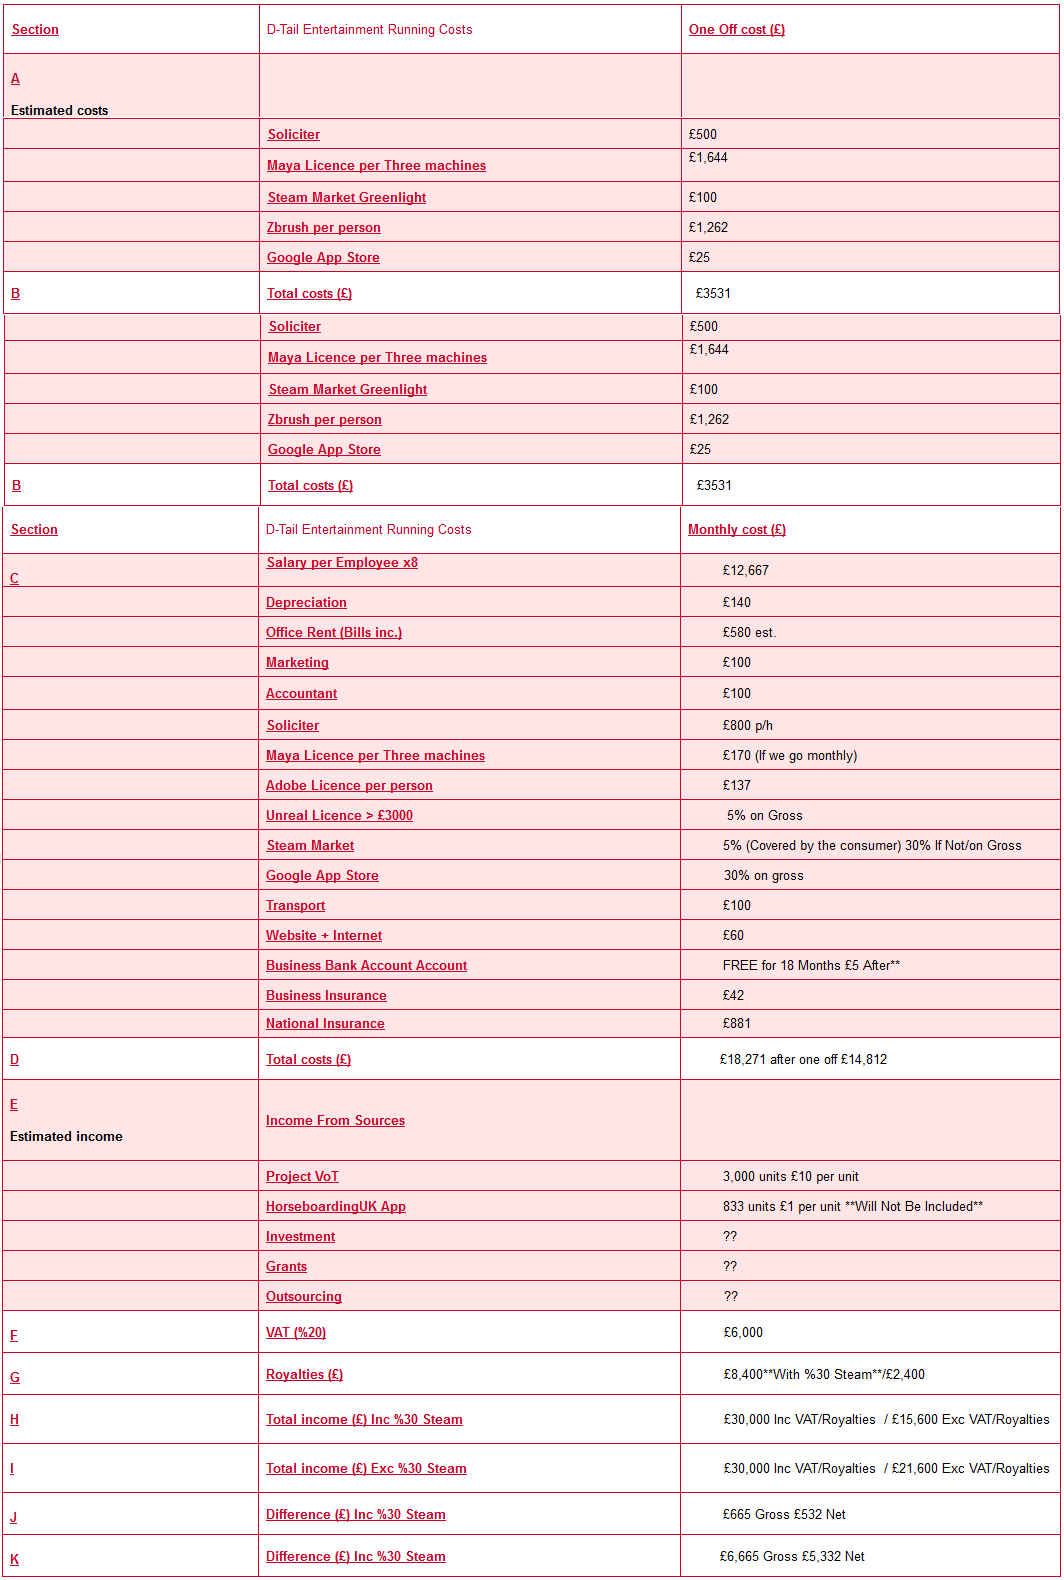 Section D-Tail Entertainment Running Costs One Off cost (£)
A
Estimated costs
Soliciter £500
Maya Licence per Three machines £1,644
Steam Market Greenlight £100
Zbrush per person £1,262
Google App Store £25
B Total costs (£) £3531
Soliciter £500
Maya Licence per Three machines £1,644
Steam Market Greenlight £100
Zbrush per person £1,262
Google App Store £25
B Total costs (£) £3531
Section D-Tail Entertainment Running Costs Monthly cost (£)
C Salary per Employee x8 £12,667
Depreciation £140
Office Rent (Bills inc.) £580 est.
Marketing £100
Accountant £100
Soliciter £800 p/h
Maya Licence per Three machines £170 (If we go monthly)
Adobe Licence per person £137
Unreal Licence > £3000 5% on Gross
Steam Market 5% (Covered by the consumer) 30% If Not/on Gross
Google App Store 30% on gross
Transport £100
Website + Internet £60
Business Bank Account Account FREE for 18 Months £5 After**
Business Insurance £42
National Insurance £881
D Total costs (£) £18,271 after one off £14,812
E
Estimated income Income From Sources
Project VoT 3,000 units £10 per unit
HorseboardingUK App 833 units £1 per unit **Will Not Be Included**
Investment ??
Grants ??
Outsourcing ??
F VAT (%20) £6,000
G Royalties (£) £8,400**With %30 Steam**/£2,400
H Total income (£) Inc %30 Steam £30,000 Inc VAT/Royalties / £15,600 Exc VAT/Royalties
I Total income (£) Exc %30 Steam £30,000 Inc VAT/Royalties / £21,600 Exc VAT/Royalties
J Difference (£) Inc %30 Steam £665 Gross £532 Net
K Difference (£) Inc %30 Steam £6,665 Gross £5,332 Net